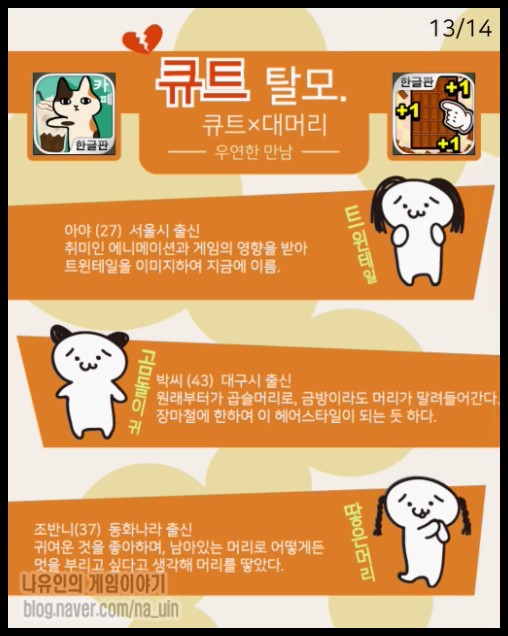 13/14
카페
한글판
큐트 탈모.
큐트×대머리
우연한 만남
한글판
+1
+1
+1
아야 (27) 서울시 출신
취미인 에니메이션과 게임의 영향을 받아
트윈테일을 이미지하여 지금에 이름.
트윈테일
곰돌이 귀
박씨 (43) 대구시 출신
원래부터가 곱슬머리로, 금방이라도 머리가 말려들어간다.
장마철에 한하여 이 헤어스타일이 되는 듯 하다.
조반니(37) 동화나라 출신
귀여운 것을 좋아하며, 남아있는 머리로 어떻게든
멋을 부리고 싶다고 생각해 머리를 땋았다.
땋은머리
나유인의 게임이야기
blog.naver.com/na_uin